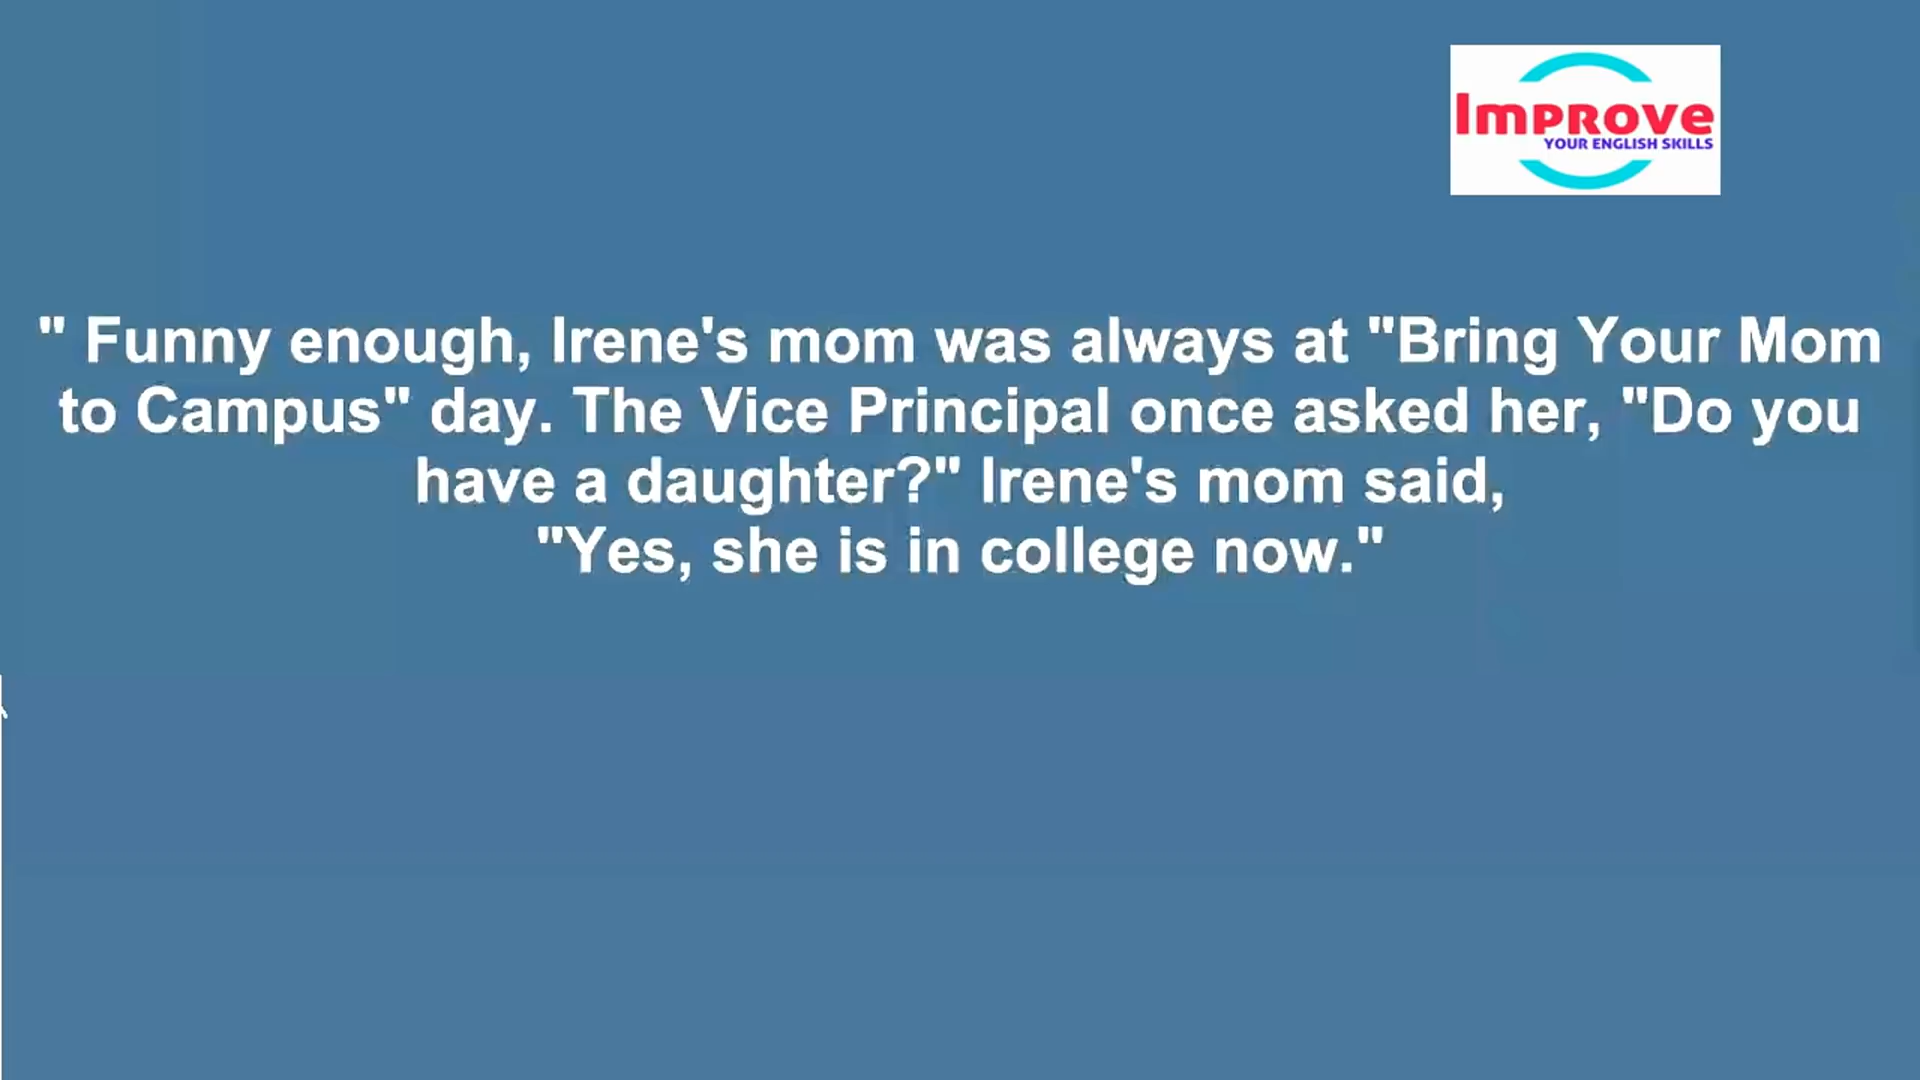 Improve
YOUR ENGLISH SKILLS
" Funny enough, Irene's mom was always at "Bring Your Mom
to Campus" day. The Vice Principal once asked her, "Do you
have a daughter?" Irene's mom said,
"Yes, she is in college now."